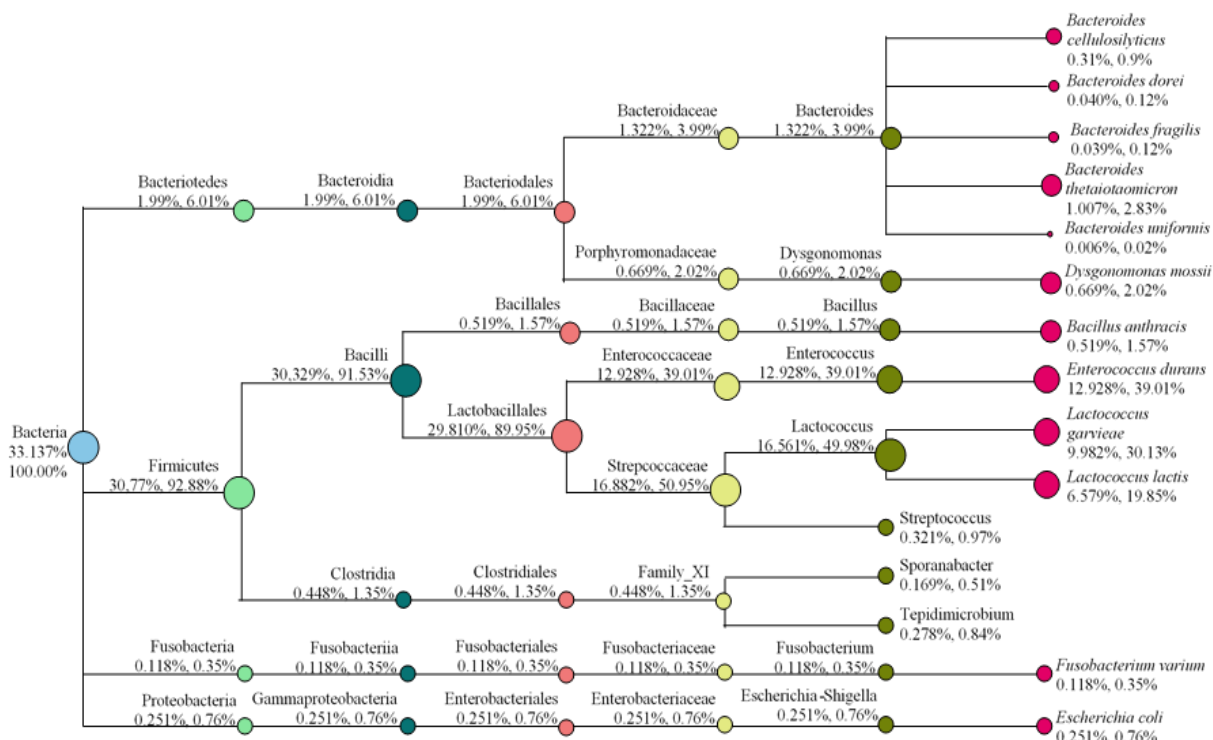 Bacteroides
cellusilyticus
0.31%, 0.9%
Bacteroides dorei
0.040%, 0.12%
Bacteroidaceae
1.322%, 3.99%
Bacteroides
1.322%, 3.99%
Bacteroides fragilis
0.039%, 0.12%
Bacteroides
thetaiotaomicron
1.007%, 2.83%
Bacteriotedes
1.99%, 6.01%
Bacteroidia
1.99%, 6.01%
Bacteriodales
1.99%, 6.01%
Bacteroides uniformis
0.006%, 0.02%
Porphyromonadaceae
0.669%, 2.02%
Dysgonomonas
0.669%, 2.02%
Dysgonomonas mossii
0.669%, 2.02%
Bacillales
0.519%, 1.57%
Bacillaceae
0.519%, 1.57%
Bacillus
0.519%, 1.57%
Bacillus anthracis
0.519%, 1.57%
Bacilli
30,329%, 91.53%
Enterococcaceae
12.928%, 39.01%
Enterococcus
12.928%, 39.01%
Enterococcus durans
12.928%, 39.01%
Lactobacillales
29.810%, 89.95%
Lactococcus
16.561%, 49.98%
Lactococcus
garvieae
9.982%, 30.13%
Bacteria
33.137%
100.00%
Firmicutes
30,77%, 92.88%
Strepcoccaceae
16.882%, 50.95%
Lactococcus lactis
6.579%, 19.85%
Streptococcus
0.321%, 0.97%
Clostridia
0.448%, 1.35%
Clostridiales
0.448%, 1.35%
Family_XI
0.448%, 1.35%
Sporanabacter
0.169%, 0.51%
Tepidimicrobium
0.278%, 0.84%
Fusobacteria
0.118%, 0.35%
Fusobacteriia
0.118%, 0.35%
Fusobacteriales
0.118%, 0.35%
Fusobacteriaceae
0.118%, 0.35%
Fusobacterium
0.118%, 0.35%
Fusobacterium varium
0.118%, 0.35%
Proteobacteria
0.251%, 0.76%
Gammaproteobacteria
0.251%, 0.76%
Enterobacteriales
0.251%, 0.76%
Enterobacteriaceae
0.251%, 0.76%
Escherichia-Shigella
0.251%, 0.76%
Escherichia coli
0.251%, 0.76%